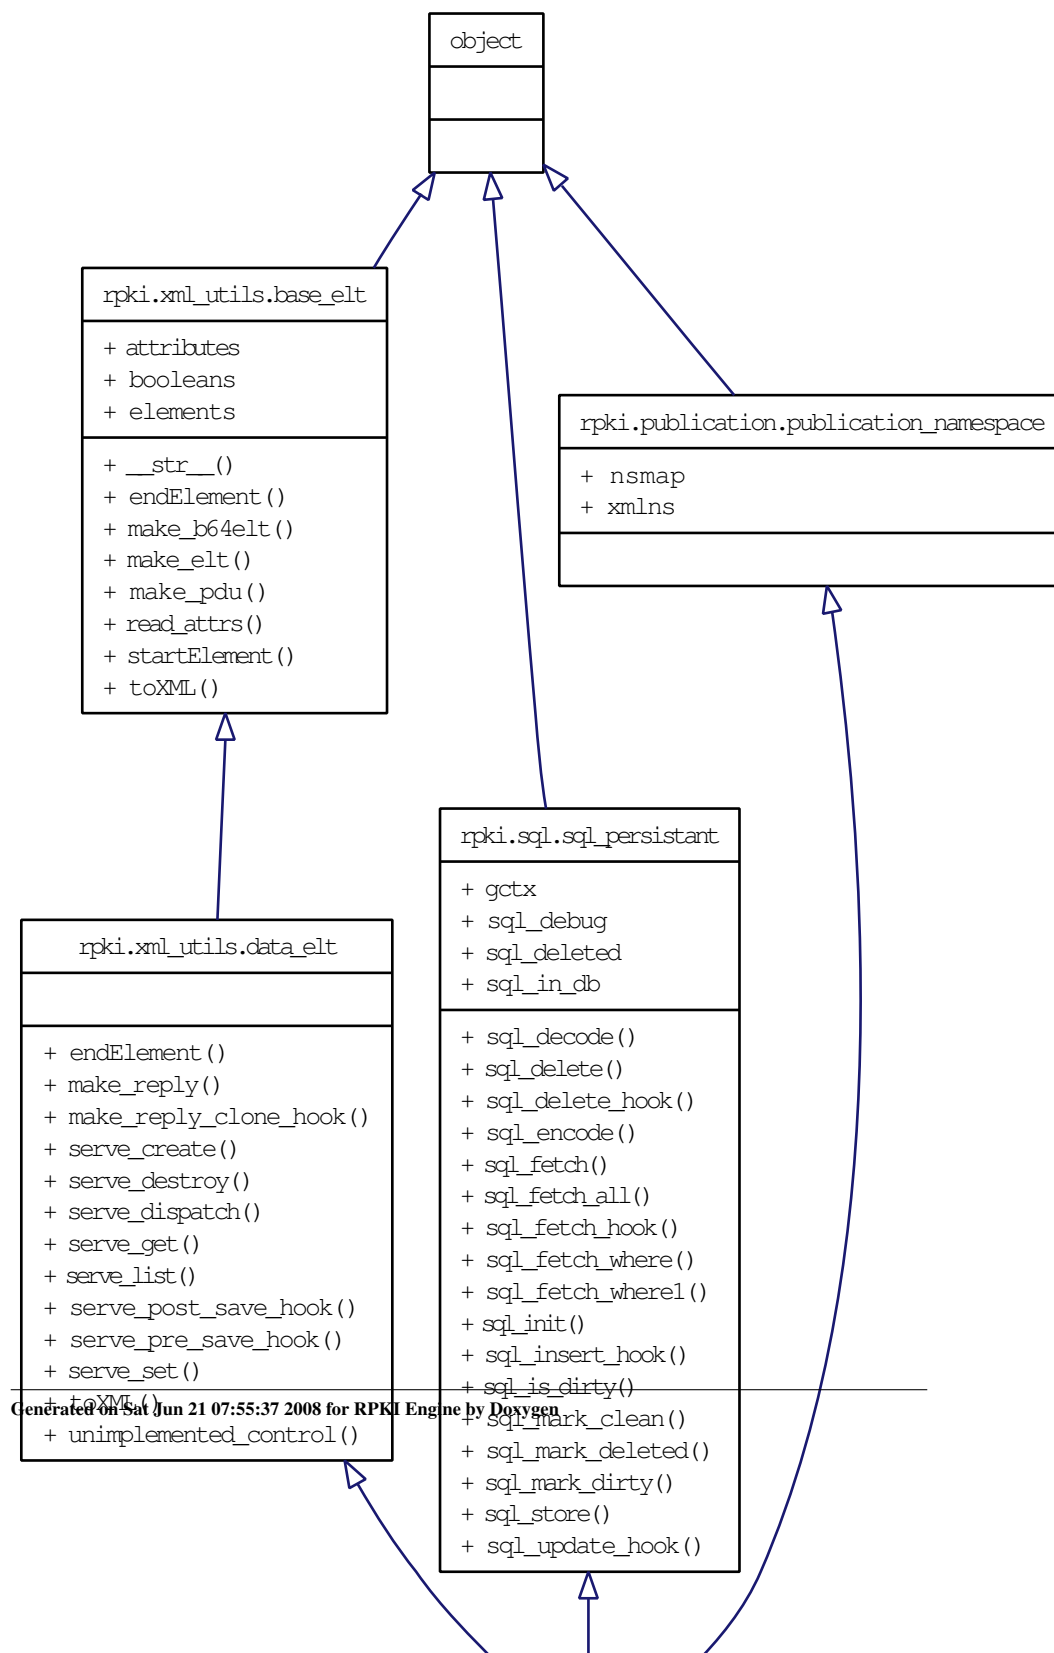 object
rpki.xml_utils.base_elt
+ attributes
+ booleans
+ elements
+ __str__()
+ endElement()
+ make_b64elt()
+ make_elt()
+ make_pdu()
+ read_attrs()
+ startElement()
+ toXML()
rpki.publication.publication_namespace
+ nsmap
+ xmlns
rpki.sql.sql_persistant
+ gctx
+ sql_debug
+ sql_deleted
+ sql_in_db
+ sql_decode()
+ sql_delete()
+ sql_delete_hook()
+ sql_encode()
+ sql_fetch()
+ sql_fetch_all()
+ sql_fetch_hook()
+ sql_fetch_where()
+ sql_fetch_where1()
+ sql_init()
+ sql_insert_hook()
+ sql_is_dirty()
+ sql_mark_clean()
+ sql_mark_deleted()
+ sql_mark_dirty()
+ sql_store()
+ sql_update_hook()
rpki.xml_utils.data_elt
+ endElement()
+ make_reply()
+ make_reply_clone_hook()
+ serve_create()
+ serve_destroy()
+ serve_dispatch()
+ serve_get()
+ serve_list()
+ serve_post_save_hook()
+ serve_pre_save_hook()
+ serve_set()
+ toXML()
+ unimplemented_control()
Generated on Sat Jun 21 07:55:37 2008 for RPKI Engine by Doxygen